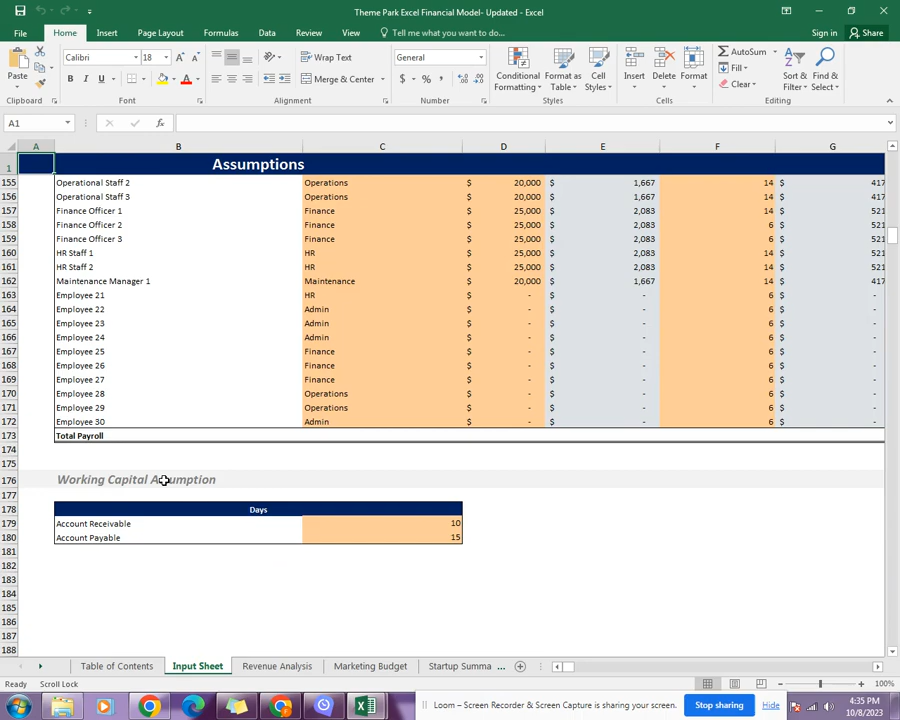 Theme Park Excel Financial Model- Updated - Excel
File Home Insert Page Layout Formulas Data Review View Tell me what you want to do... Sign in Share
Paste
Calibri 18
B I U
Wrap Text
Merge & Center
General
$ % ,
Conditional Formatting
Format as Table
Cell Styles
Insert Delete Format
AutoSum
Fill
Clear
Sort & Filter
Find & Select
Clipboard Font Alignment Number Styles Cells Editing
A1 fx
A B C D E F G
1 Assumptions
155 Operational Staff 2 Operations $ 20,000 $ 1,667 14 $ 417
156 Operational Staff 3 Operations $ 20,000 $ 1,667 14 $ 417
157 Finance Officer 1 Finance $ 25,000 $ 2,083 14 $ 521
158 Finance Officer 2 Finance $ 25,000 $ 2,083 6 $ 521
159 Finance Officer 3 Finance $ 25,000 $ 2,083 6 $ 521
160 HR Staff 1 HR $ 25,000 $ 2,083 14 $ 521
161 HR Staff 2 HR $ 25,000 $ 2,083 14 $ 521
162 Maintenance Manager 1 Maintenance $ 20,000 $ 1,667 14 $ 417
163 Employee 21 HR $ - $ - 6 $ -
164 Employee 22 Admin $ - $ - 6 $ -
165 Employee 23 Admin $ - $ - 6 $ -
166 Employee 24 Admin $ - $ - 6 $ -
167 Employee 25 Finance $ - $ - 6 $ -
168 Employee 26 Finance $ - $ - 6 $ -
169 Employee 27 Finance $ - $ - 6 $ -
170 Employee 28 Operations $ - $ - 6 $ -
171 Employee 29 Operations $ - $ - 6 $ -
172 Employee 30 Admin $ - $ - 6 $ -
173 Total Payroll
174
175
176 Working Capital Assumption
177
178 Days
179 Account Receivable 10
180 Account Payable 15
181
182
183
184
185
186
187
188
Table of Contents Input Sheet Revenue Analysis Marketing Budget Startup Summa ...
Ready Scroll Lock 100%
Loom – Screen Recorder & Screen Capture is sharing your screen. Stop sharing Hide
4:35 PM
10/8/2023